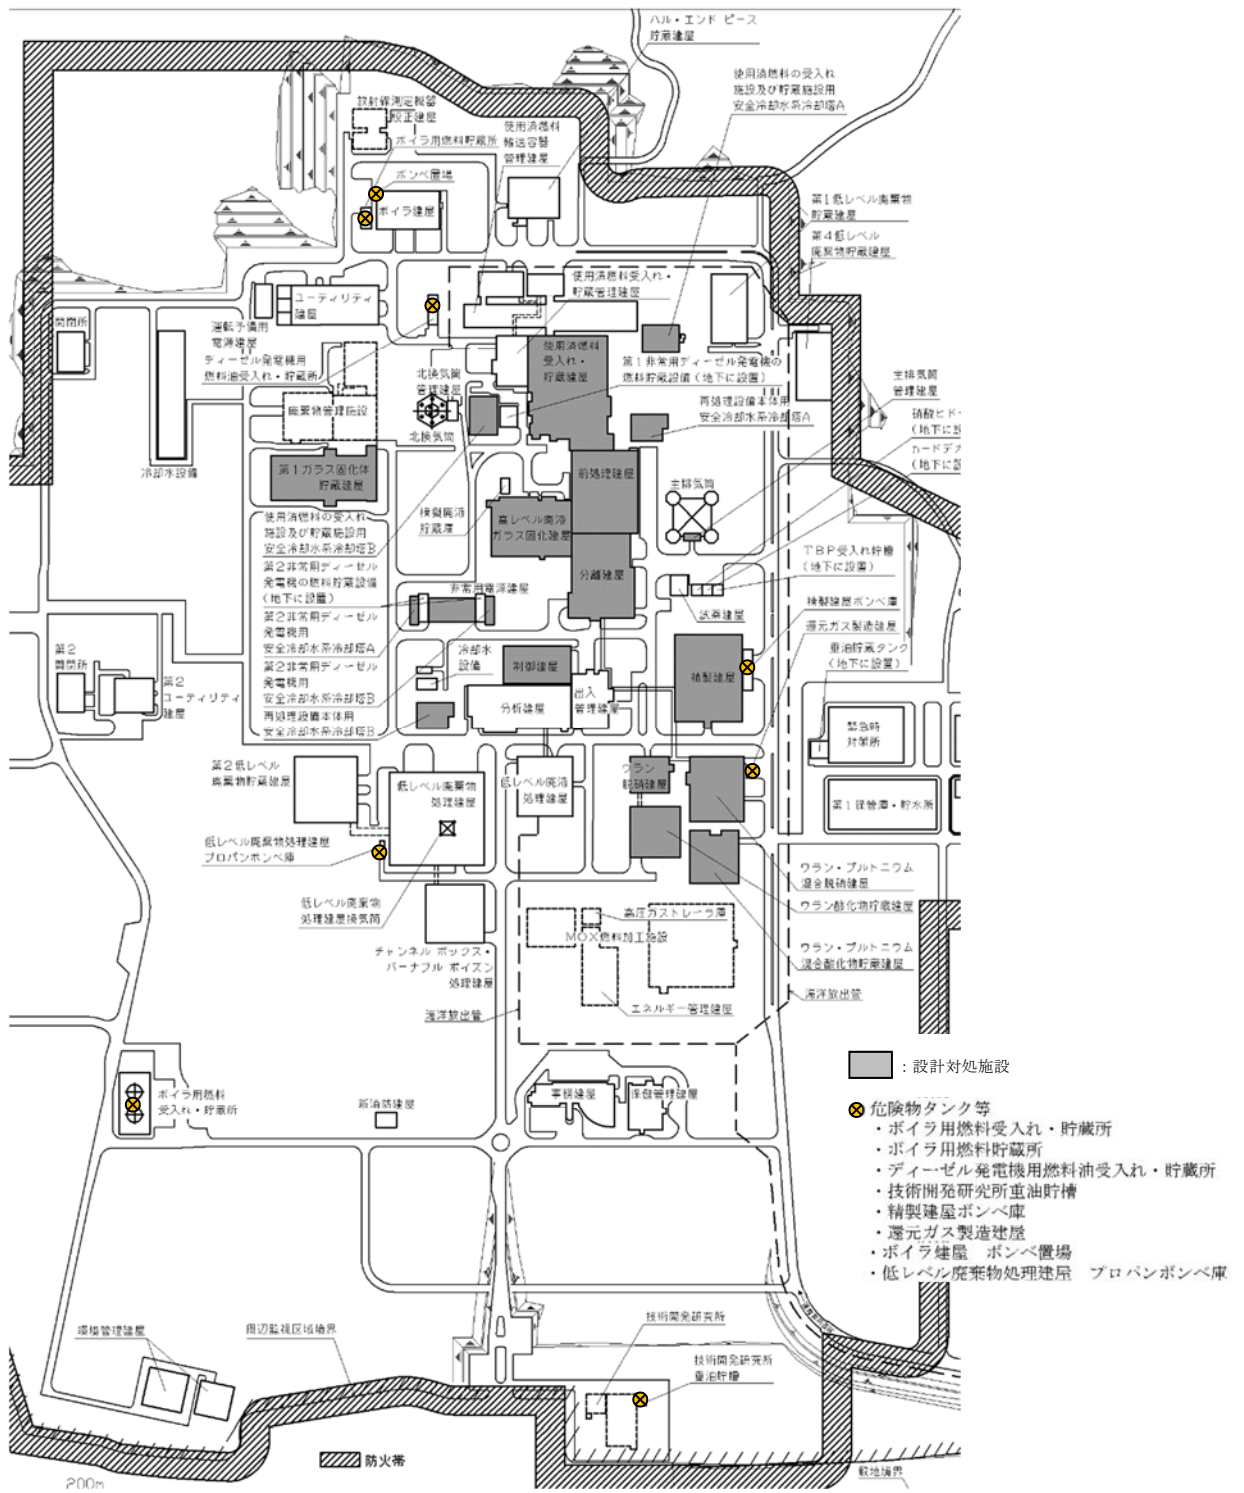 ハル・エンド ピース
貯蔵建屋
使用済燃料の受入れ
施設及び貯蔵施設用
安全冷却水系冷却塔A
放射線測定機器
校正建屋
ボイラ用燃料貯蔵所
使用済燃料
輸送容器
管理建屋
ボンベ置場
ボイラ建屋
第1低レベル廃棄物
貯蔵建屋
第4低レベル
廃棄物貯蔵建屋
使用済燃料受入れ・
貯蔵管理建屋
ユーティリティ
建屋
開閉所
運転予備用
電源建屋
ディーゼル発電機用
燃料油受入れ・貯蔵所
使用済燃料
受入れ・
貯蔵建屋
第1非常用ディーゼル発電機の
燃料貯蔵設備(地下に設置)
北換気筒
管理建屋
主排気筒
管理建屋
再処理設備本体用
安全冷却水系冷却塔A
廃棄物管理施設
北換気筒
硝酸ヒド
(地下に
(地下に
冷却水設備
第1ガラス固化体
貯蔵建屋
前処理建屋
主排気筒
模擬廃液
貯蔵庫
高レベル廃液
ガラス固化建屋
使用済燃料の受入れ
施設及び貯蔵施設用
安全冷却水系冷却塔B
TBP受入れ貯槽
(地下に設置)
第2非常用ディーゼル
発電機の燃料貯蔵設備
(地下に設置)
分離建屋
非常用電源建屋
精製建屋ボンベ庫
試薬建屋
第2非常用ディーゼル
発電機用
安全冷却水系冷却塔A
還元ガス製造建屋
重油貯蔵タンク
(地下に設置)
第2
開閉所
冷却水
設備
制御建屋
第2非常用ディーゼル
発電機用
安全冷却水系冷却塔B
精製建屋
第2
ユーティリティ
建屋
出入
管理建屋
分析建屋
再処理設備本体用
安全冷却水系冷却塔B
緊急時
対策所
第2低レベル
廃棄物貯蔵建屋
ウラン
脱硝建屋
低レベル廃棄物
処理建屋
低レベル廃液
処理建屋
第1保管庫・貯水所
低レベル廃棄物処理建屋
プロパンボンベ庫
ウラン・プルトニウム
混合脱硝建屋
ウラン酸化物貯蔵建屋
低レベル廃棄物
処理建屋換気筒
高圧ガストレーラ庫
MOX燃料加工施設
チャンネル ボックス・
バーナブル ポイズン
処理建屋
ウラン・プルトニウム
混合酸化物貯蔵建屋
海洋放出管
エネルギー管理建屋
海洋放出管
:設計対処施設
ボイラ用燃料
受入れ・貯蔵所
事務建屋
保健管理建屋
危険物タンク等
・ボイラ用燃料受入れ・貯蔵所
・ボイラ用燃料貯蔵所
・ディーゼル発電機用燃料油受入れ・貯蔵所
・技術開発研究所重油貯槽
・精製建屋ボンベ庫
・還元ガス製造建屋
・ボイラ建屋 ボンベ置場
・低レベル廃棄物処理建屋 プロパンボンベ庫
環境管理建屋
周辺監視区域境界
技術開発研究所
技術開発研究所
重油貯槽
防火帯
敷地境界
200m